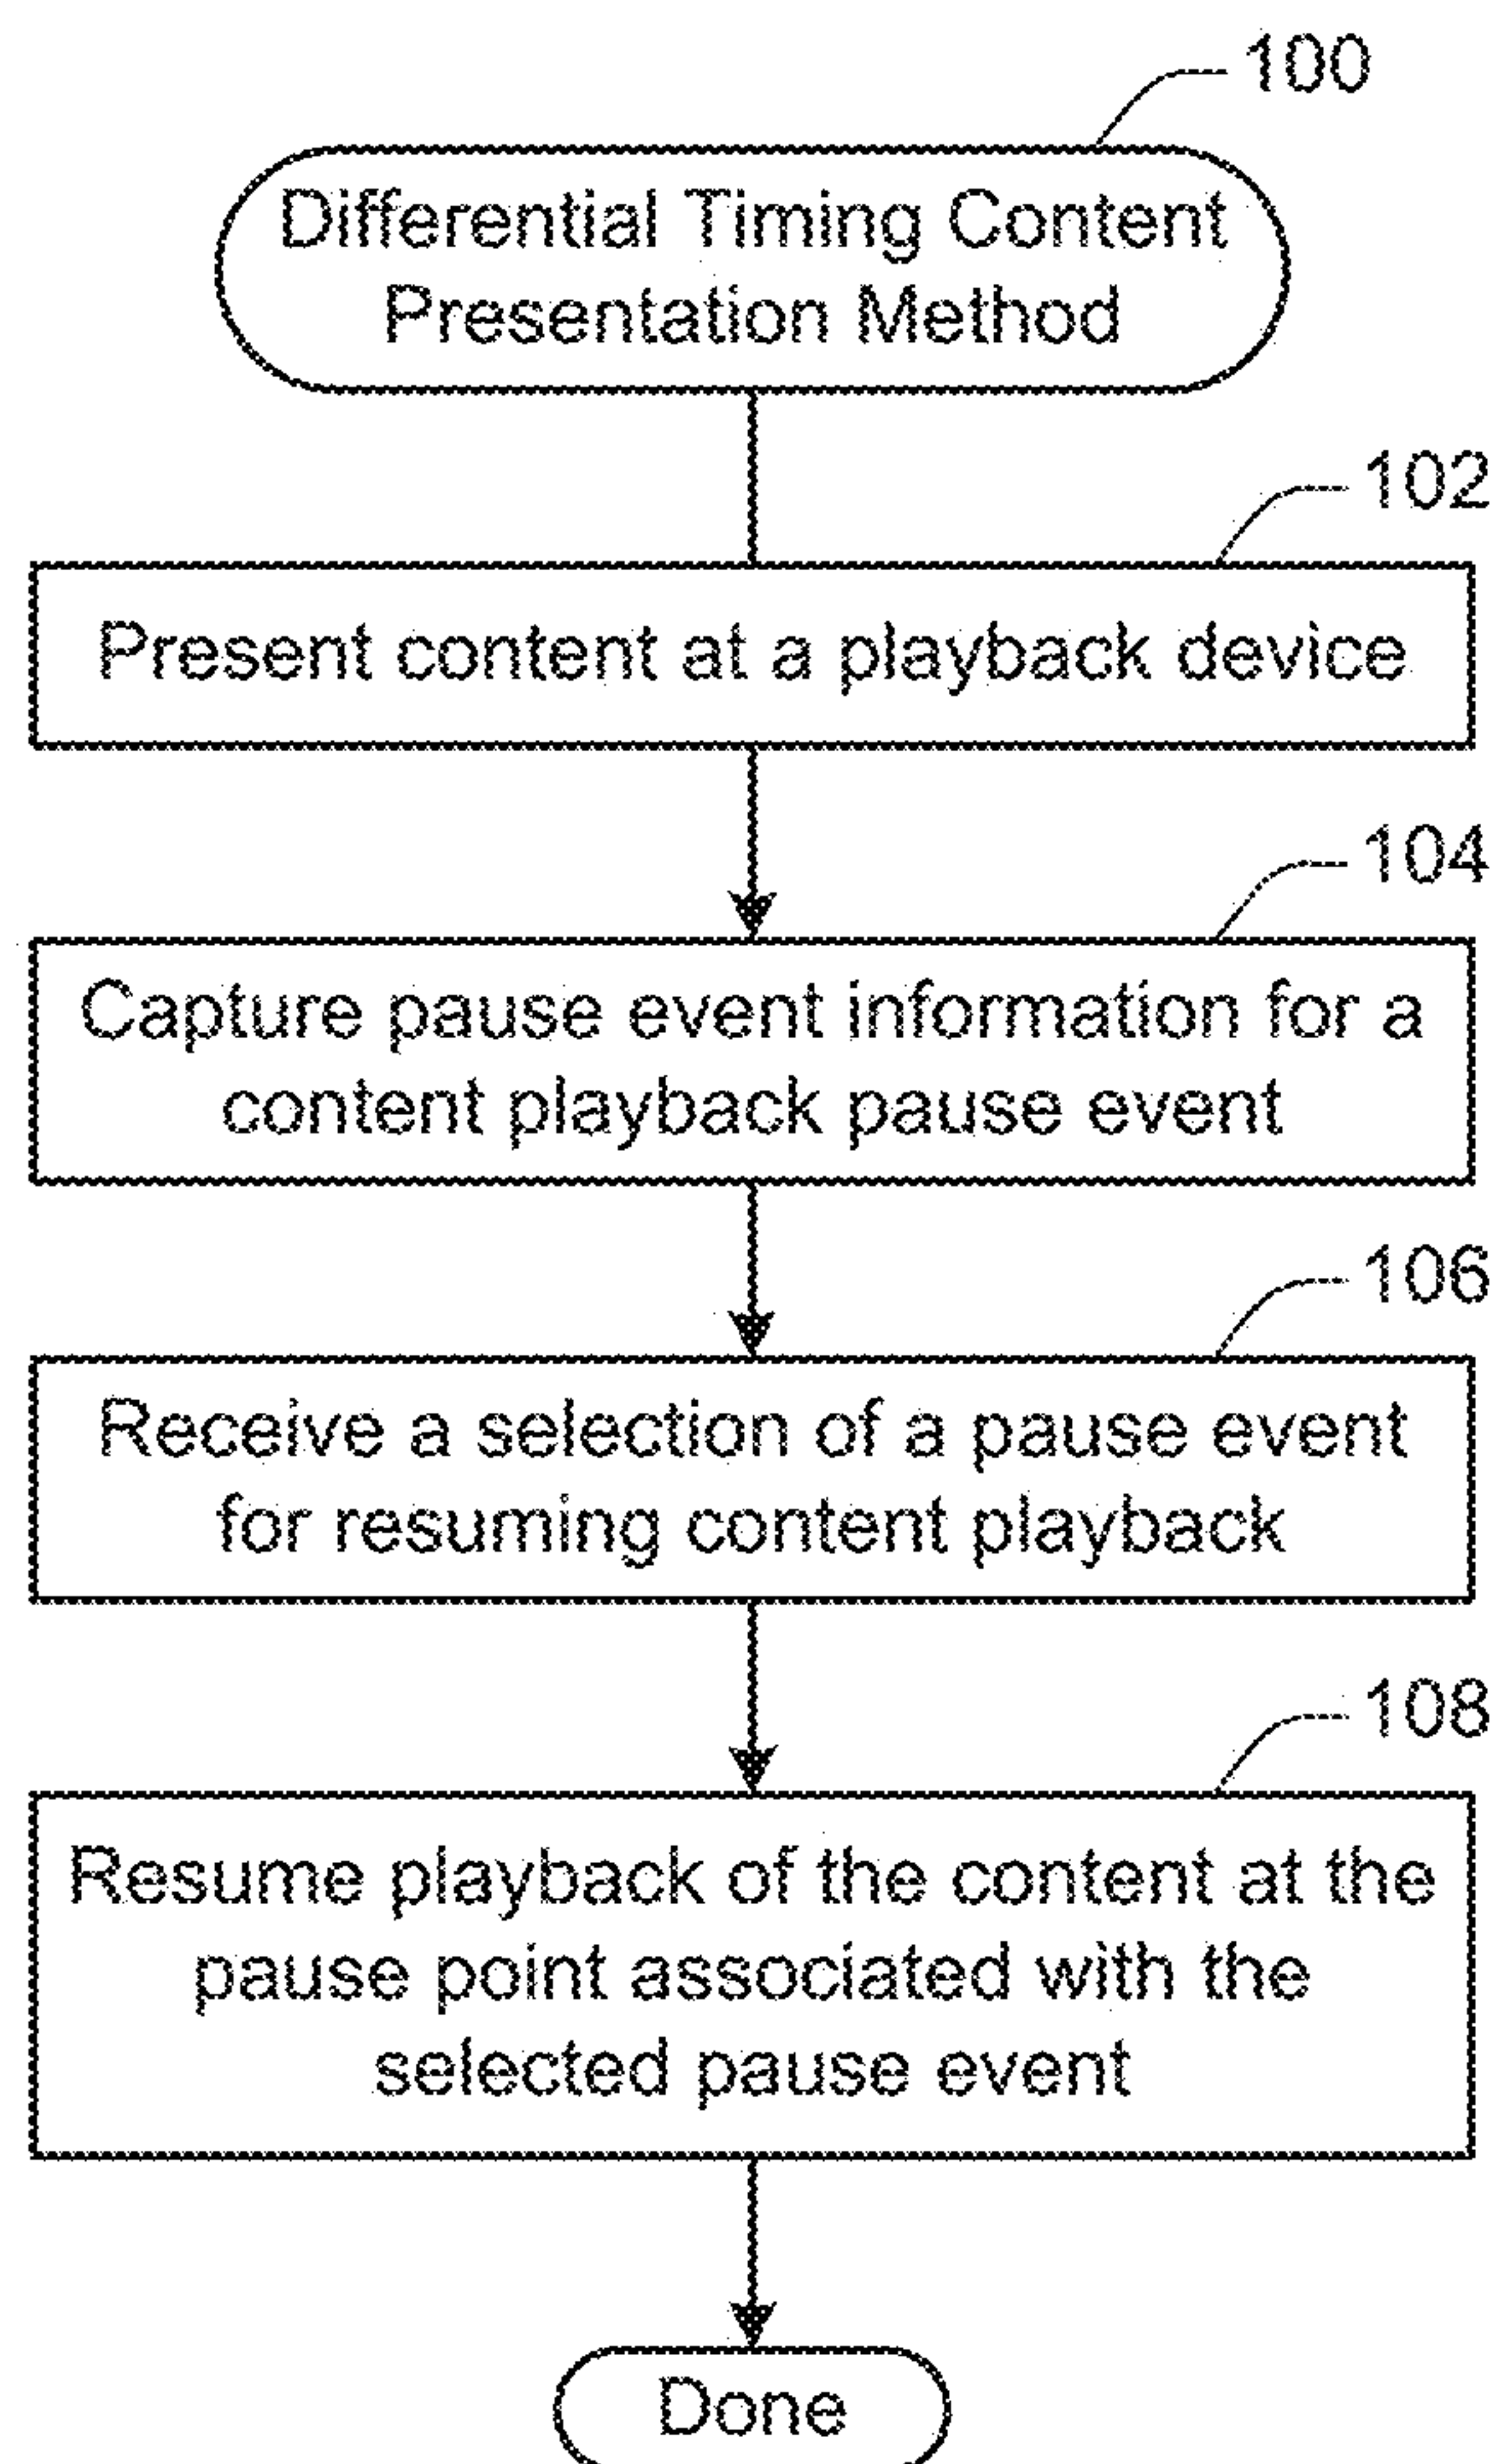 100
Differential Timing Content
Presentation Method
102
Present content at a playback device
104
Capture pause event information for a
content playback pause event
106
Receive a selection of a pause event
for resuming content playback
108
Resume playback of the content at the
pause point associated with the
selected pause event
Done